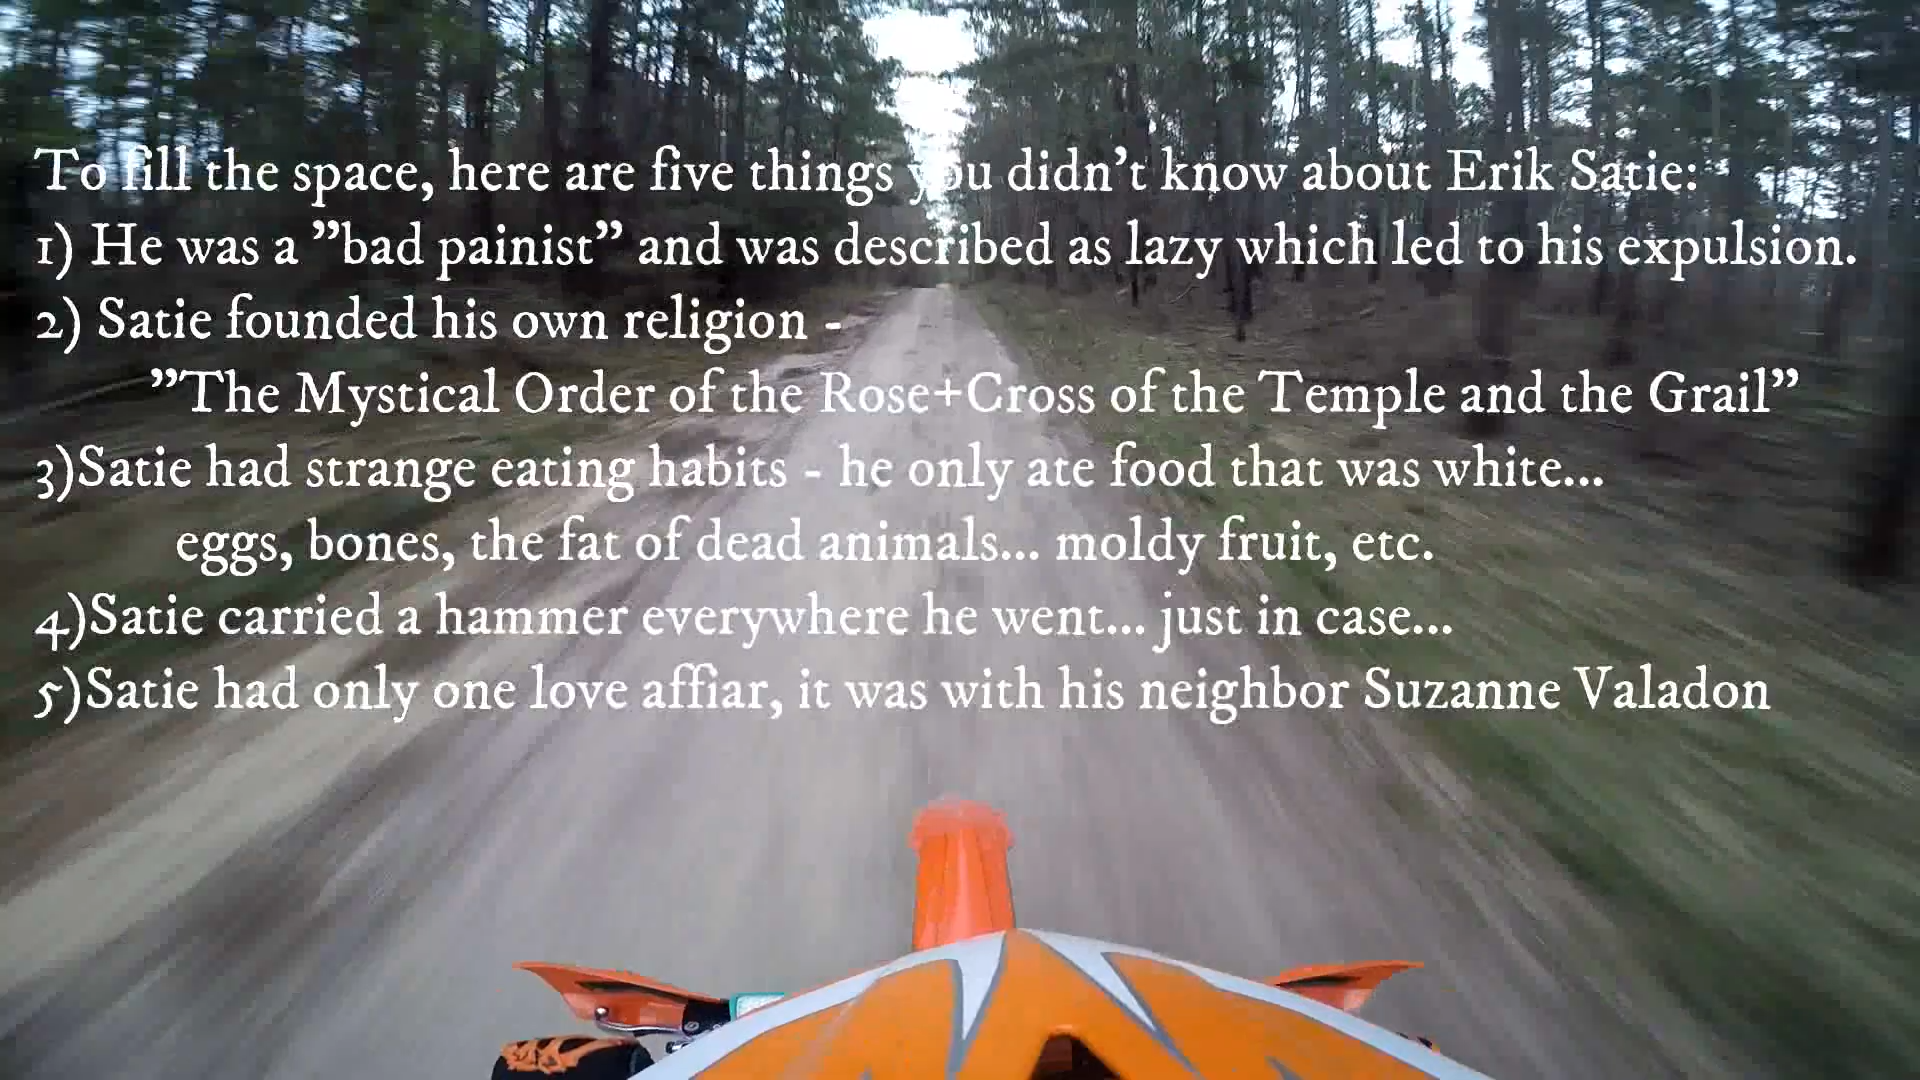 To fill the space, here are five things you didn't know about Erik Satie:
1) He was a "bad painist" and was described as lazy which led to his expulsion.
2) Satie founded his own religion -
"The Mystical Order of the Rose+Cross of the Temple and the Grail"
3)Satie had strange eating habits - he only ate food that was white...
eggs, bones, the fat of dead animals... moldy fruit, etc.
4)Satie carried a hammer everywhere he went... just in case...
5)Satie had only one love affiar, it was with his neighbor Suzanne Valadon